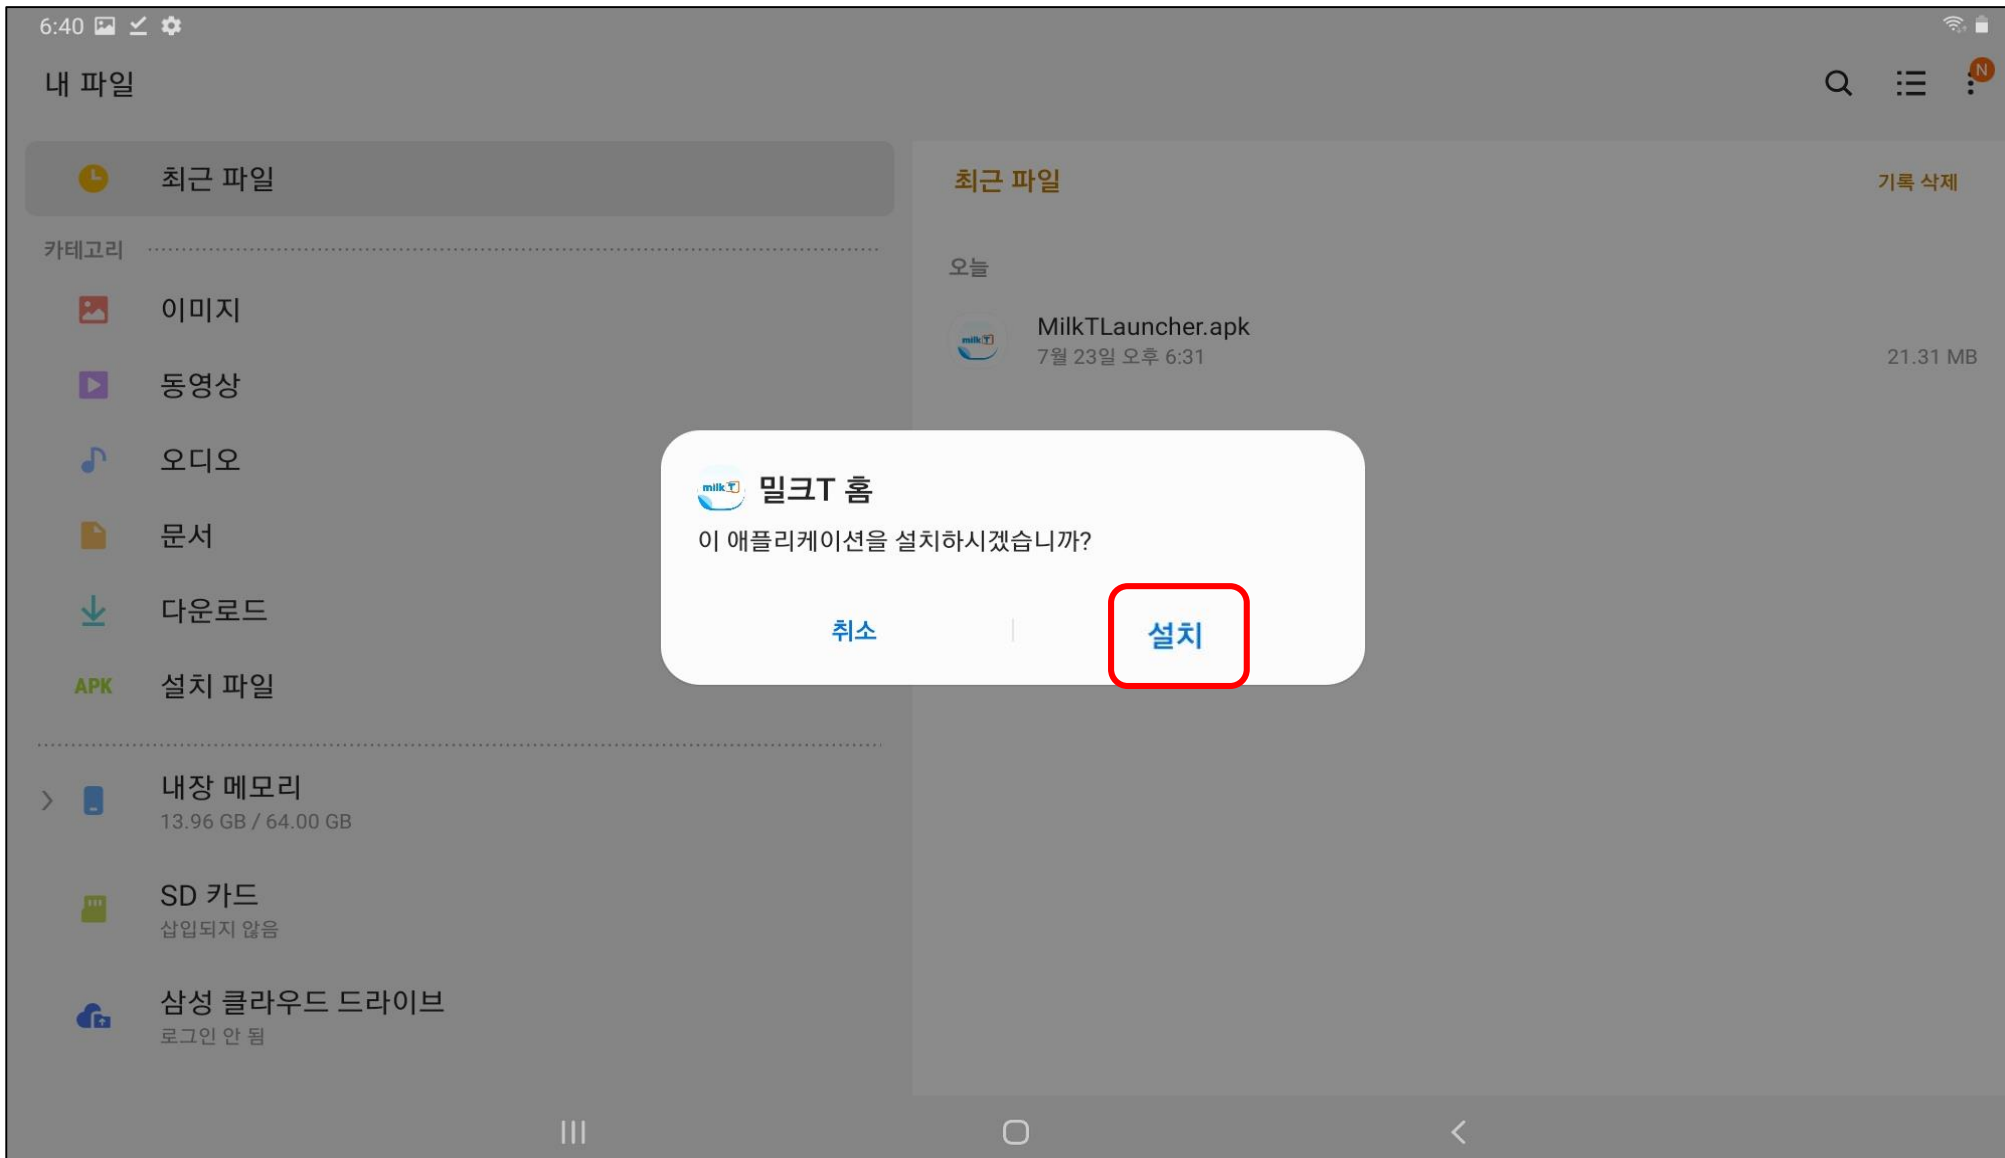 6:40
내 파일
N
최근 파일
카테고리
이미지
동영상
오디오
문서
다운로드
APK 설치 파일
내장 메모리
13.96 GB / 64.00 GB
SD 카드
삽입되지 않음
삼성 클라우드 드라이브
로그인 안 됨
최근 파일
기록 삭제
오늘
milk T
MilkTLauncher.apk
7월 23일 오후 6:31
21.31 MB
milk T 밀크T 홈
이 애플리케이션을 설치하시겠습니까?
취소
설치